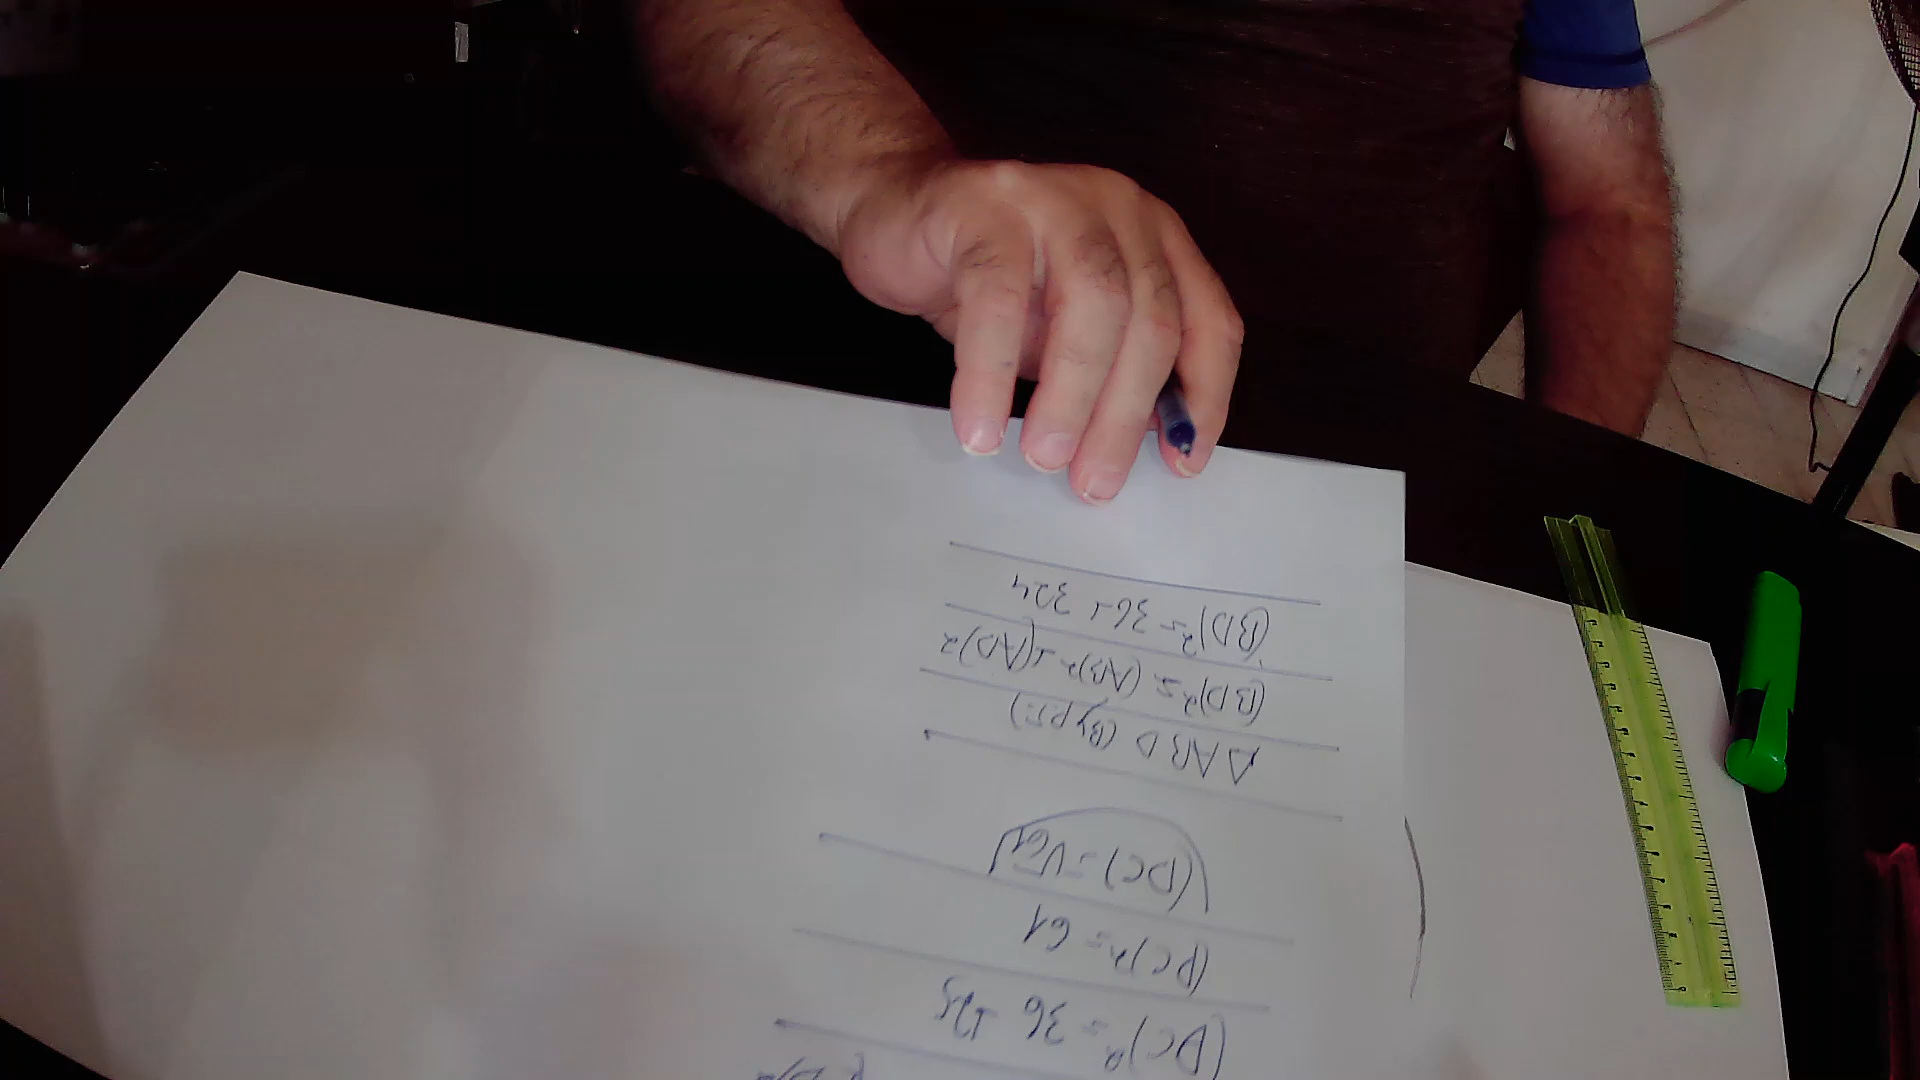 (DC)² = 36 + 25
(DC)² = 61
(DC) = √61
△ABD (By P.T.)
(BD)² = (AB)² + (AD)²
(BD)² = 36 + 324